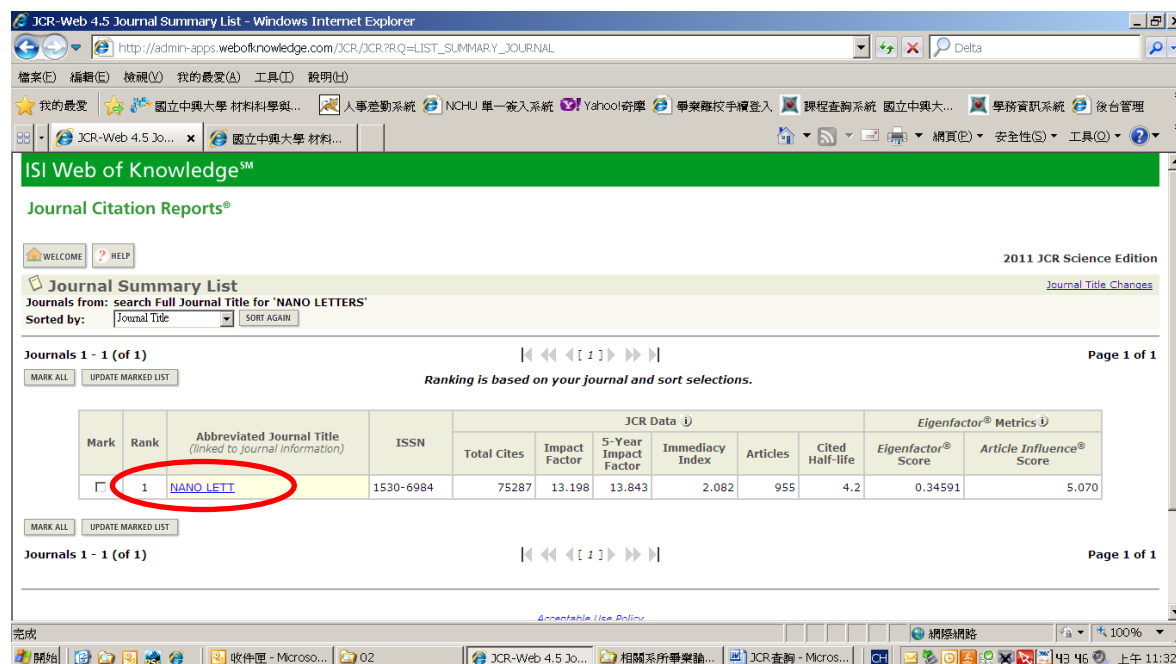 JCR-Web 4.5 Journal Summary List - Windows Internet Explorer
http://admin-apps.webofknowledge.com/JCR/JCR?RQ=LIST_SUMMARY_JOURNAL
Delta
檔案(F) 編輯(E) 檢視(V) 我的最愛(A) 工具(T) 說明(H)
我的最愛 國立中興大學 材料科學與... 人事差勤系統 NCHU 單一簽入系統 Yahoo!奇摩 畢業離校手續登入 課程查詢系統 國立中興大... 學務資訊系統 後台管理
JCR-Web 4.5 Jo... 國立中興大學 材料... 網頁(P) 安全性(S) 工具(O)
ISI Web of Knowledge℠
Journal Citation Reports®
WELCOME ? HELP 2011 JCR Science Edition
Journal Summary List Journal Title Changes
Journals from: search Full Journal Title for 'NANO LETTERS'
Sorted by: Journal Title SORT AGAIN
Journals 1 - 1 (of 1) [ 1 ] Page 1 of 1
MARK ALL UPDATE MARKED LIST Ranking is based on your journal and sort selections.
Mark Rank Abbreviated Journal Title (linked to journal information) ISSN JCR Data i Eigenfactor® Metrics i
Total Cites Impact Factor 5-Year Impact Factor Immediacy Index Articles Cited Half-life Eigenfactor® Score Article Influence® Score
1 NANO LETT 1530-6984 75287 13.198 13.843 2.082 955 4.2 0.34591 5.070
MARK ALL UPDATE MARKED LIST
Journals 1 - 1 (of 1) [ 1 ] Page 1 of 1
Acceptable Use Policy
完成 網際網路 100%
開始 收件匣 - Microso... 02 JCR-Web 4.5 Jo... 相關系所畢業論... JCR查詢 - Micros... CH 43 46